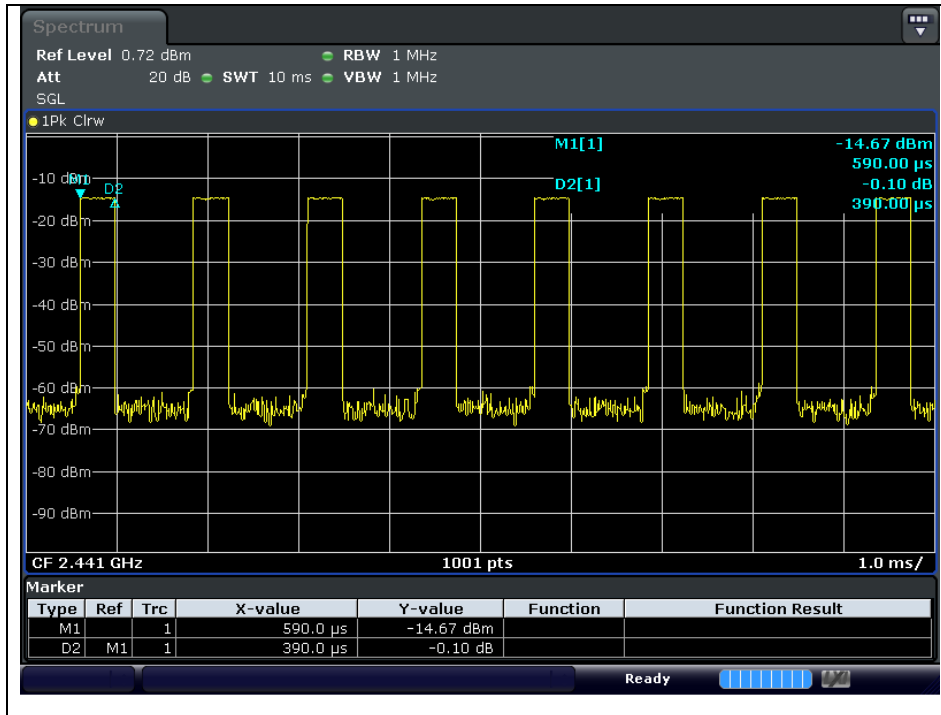 Spectrum
Ref Level 0.72 dBm RBW 1 MHz
Att 20 dB SWT 10 ms VBW 1 MHz
SGL
1Pk Clrw
M1[1] -14.67 dBm
590.00 µs
D2[1] -0.10 dB
390.00 µs
-10 dBm
M1
D2
-20 dBm
-30 dBm
-40 dBm
-50 dBm
-60 dBm
-70 dBm
-80 dBm
-90 dBm
CF 2.441 GHz 1001 pts 1.0 ms/
Marker
Type Ref Trc X-value Y-value Function Function Result
M1 1 590.0 µs -14.67 dBm
D2 M1 1 390.0 µs -0.10 dB
Ready